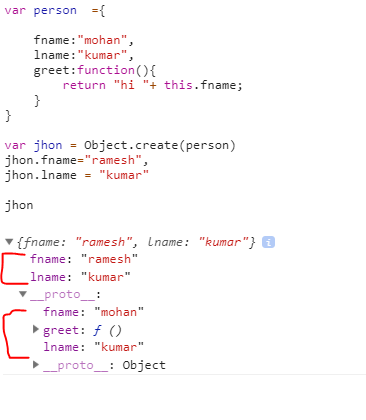 var person  ={
fname:"mohan",
lname:"kumar",
greet:function(){
return "hi "+ this.fname;
}
}
var jhon = Object.create(person)
jhon.fname="ramesh",
jhon.lname = "kumar"
jhon
▼{fname: "ramesh", lname: "kumar"} i
fname: "ramesh"
lname: "kumar"
▼__proto__:
fname: "mohan"
▶greet: ƒ ()
lname: "kumar"
▶__proto__: Object